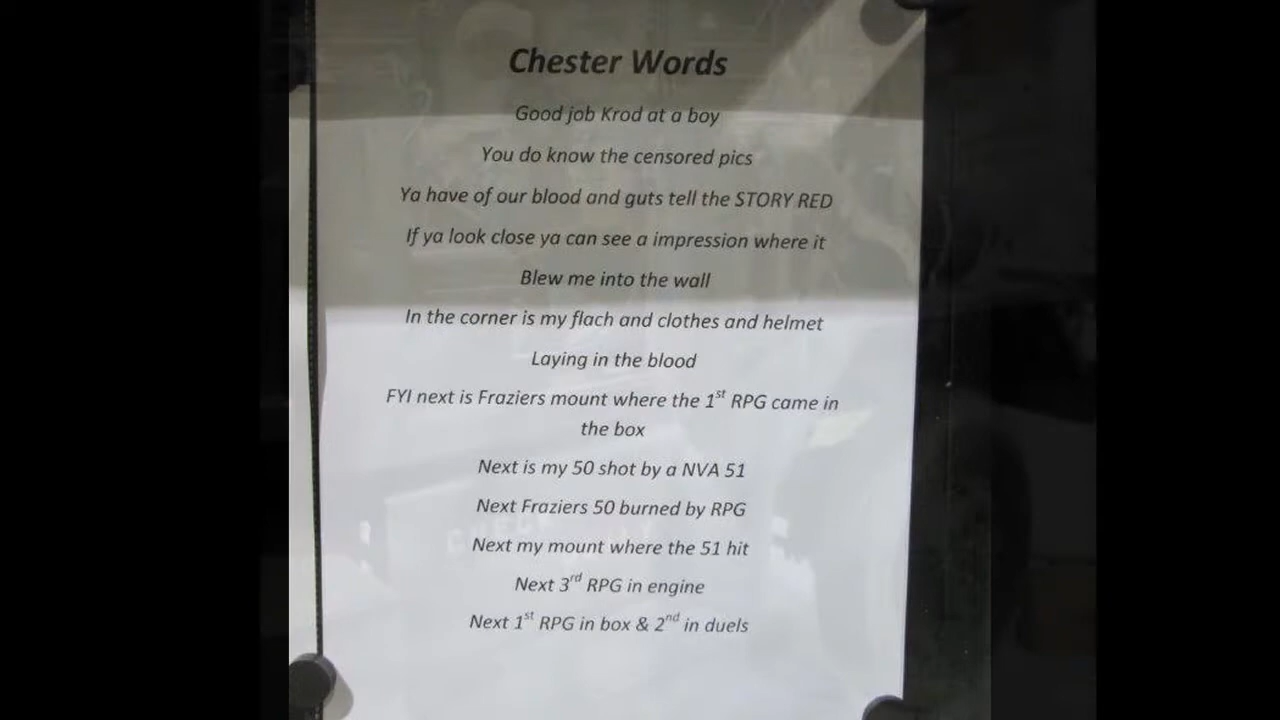 Chester Words
Good job Krod at a boy
You do know the censored pics
Ya have of our blood and guts tell the STORY RED
If ya look close ya can see a impression where it
Blew me into the wall
In the corner is my flach and clothes and helmet
Laying in the blood
FYI next is Fraziers mount where the 1st RPG came in
the box
Next is my 50 shot by a NVA 51
Next Fraziers 50 burned by RPG
Next my mount where the 51 hit
Next 3rd RPG in engine
Next 1st RPG in box & 2nd in duels